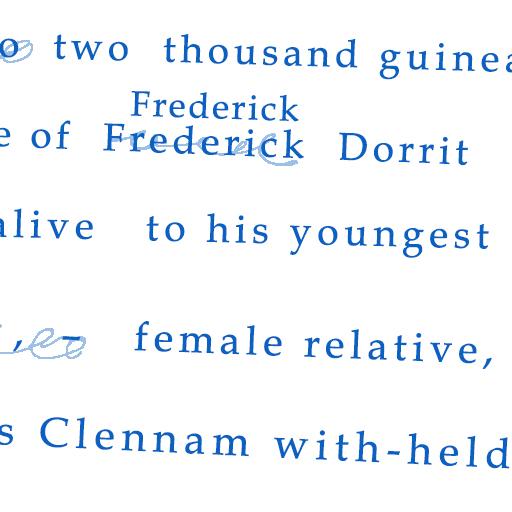 two thousand guinea
Frederick
e of Frederick Dorrit
alive to his youngest
, female relative,
s Clennam with-held